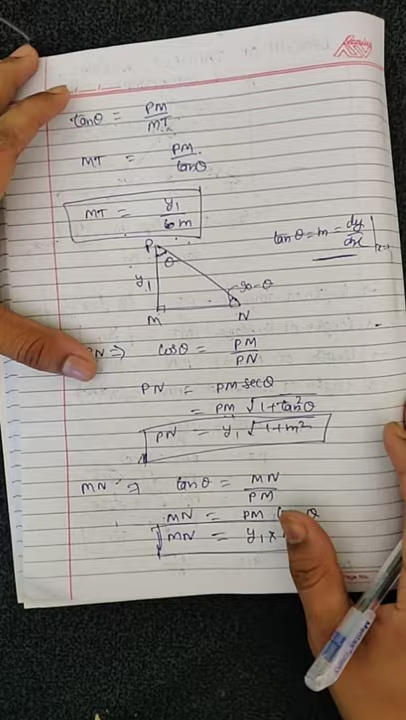 Genius
tanθ = PM / MT
MT = PM / tanθ
MT = y₁ / m
tanθ = m = dy/dx |
P
θ
y₁
90-θ
M N
PN ⇒ cosθ = PM / PN
PN = PM secθ
= PM √1+tan²θ
PN = y₁ √1+m²
MN ⇒ tanθ = MN / PM
MN = PM θ
MN = y₁ ×